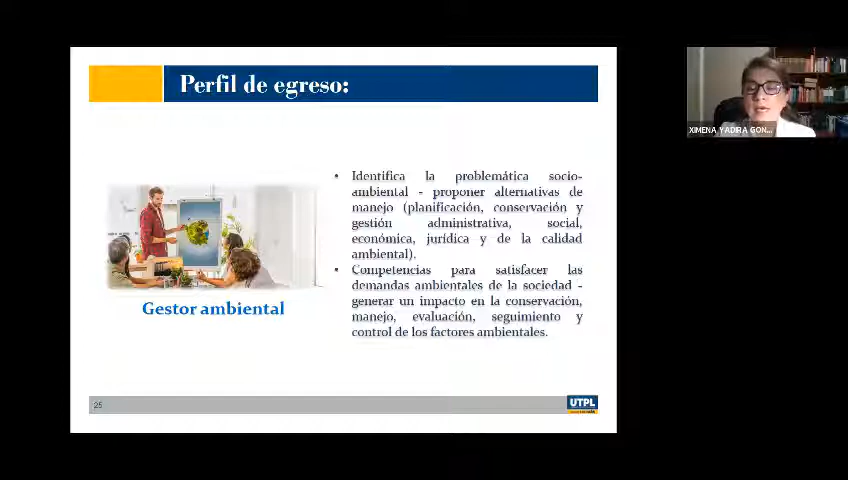 Perfil de egreso:
• Identifica la problemática socio-
ambiental - proponer alternativas de
manejo (planificación, conservación y
gestión administrativa, social,
económica, jurídica y de la calidad
ambiental).
• Competencias para satisfacer las
demandas ambientales de la sociedad -
generar un impacto en la conservación,
manejo, evaluación, seguimiento y
control de los factores ambientales.
Gestor ambiental
25
UTPL
XIMENA YADIRA GON...